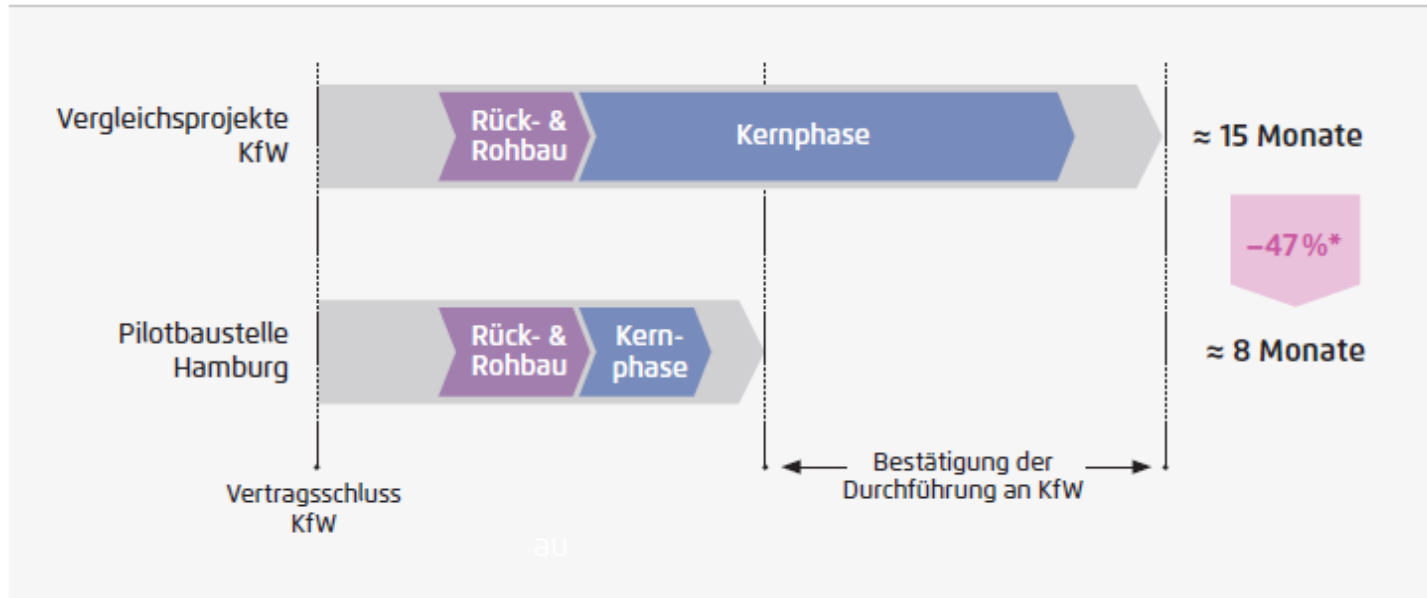 Vergleichsprojekte
KfW
Rück- &
Rohbau
Kernphase
≈ 15 Monate
–47 %*
Pilotbaustelle
Hamburg
Rück- &
Rohbau
Kern-
phase
≈ 8 Monate
Vertragsschluss
KfW
Bestätigung der
Durchführung an KfW
au